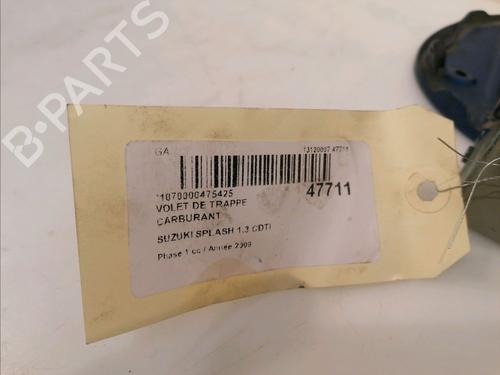 B-PARTS
GA 13120007 47711
*1070000475425
47711
VOLET DE TRAPPE
CARBURANT
SUZUKI SPLASH 1.3 CDTI
Phase 1 cc / Année 2009